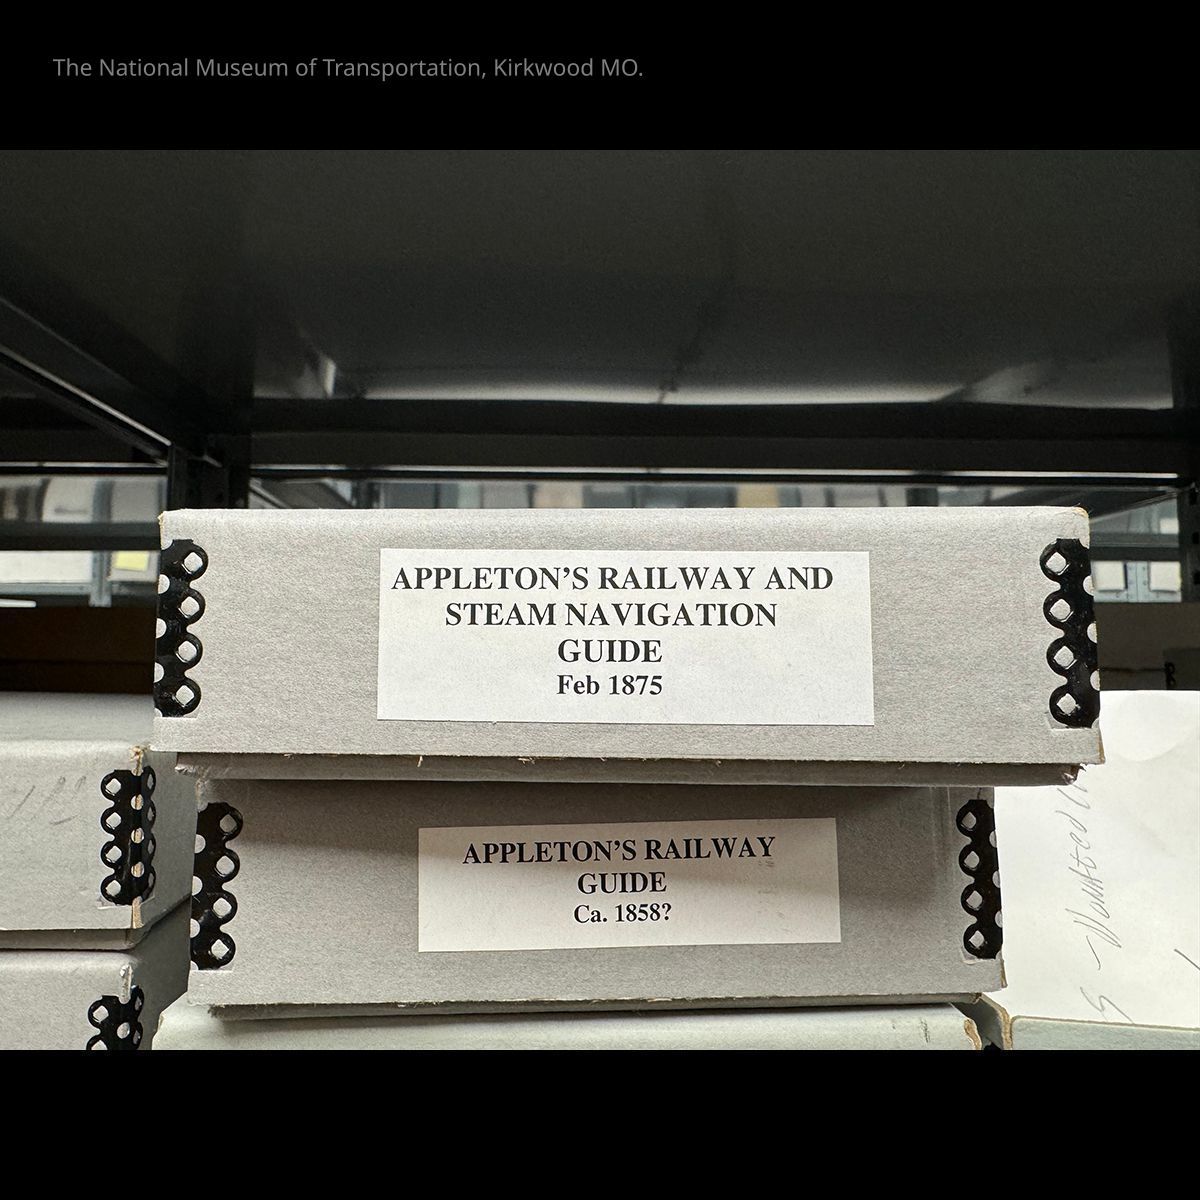 The National Museum of Transportation, Kirkwood MO.
APPLETON'S RAILWAY AND
STEAM NAVIGATION
GUIDE
Feb 1875
APPLETON'S RAILWAY
GUIDE
Ca. 1858?